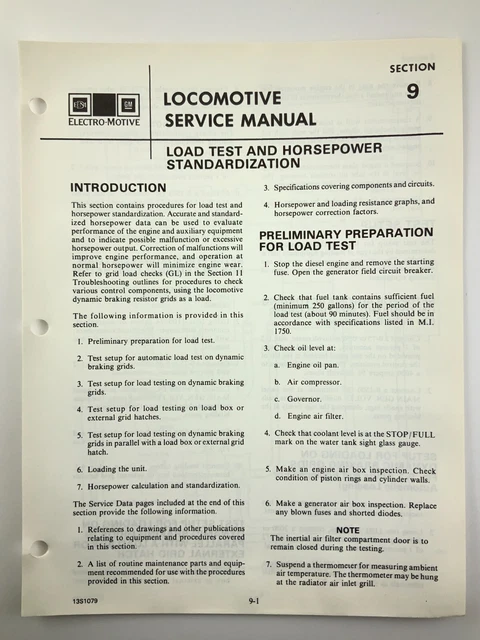 SECTION
9
GM
ELECTRO-MOTIVE
LOCOMOTIVE
SERVICE MANUAL
LOAD TEST AND HORSEPOWER
STANDARDIZATION
INTRODUCTION
This section contains procedures for load test and
horsepower standardization. Accurate and standard-
ized horsepower data can be used to evaluate
performance of the engine and auxiliary equipment
and to indicate possible malfunction or excessive
horsepower output. Correction of malfunctions will
improve engine performance, and operation at
normal horsepower will minimize engine wear.
Refer to grid load checks (GL) in the Section 11
Troubleshooting outlines for procedures to check
various control components, using the locomotive
dynamic braking resistor grids as a load.
The following information is provided in this
section.
1. Preliminary preparation for load test.
2. Test setup for automatic load test on dynamic
braking grids.
3. Test setup for load testing on dynamic braking
grids.
4. Test setup for load testing on load box or
external grid hatches.
5. Test setup for load testing on dynamic braking
grids in parallel with a load box or external grid
hatch.
6. Loading the unit.
7. Horsepower calculation and standardization.
The Service Data pages included at the end of this
section provide the following information.
1. References to drawings and other publications
relating to equipment and procedures covered
in this section.
2. A list of routine maintenance parts and equip-
ment recommended for use with the procedures
provided in this section.
3. Specifications covering components and circuits.
4. Horsepower and loading resistance graphs, and
horsepower correction factors.
PRELIMINARY PREPARATION
FOR LOAD TEST
1. Stop the diesel engine and remove the starting
fuse. Open the generator field circuit breaker.
2. Check that fuel tank contains sufficient fuel
(minimum 250 gallons) for the period of the
load test (about 90 minutes). Fuel should be in
accordance with specifications listed in M.I.
1750.
3. Check oil level at:
a. Engine oil pan.
b. Air compressor.
c. Governor.
d. Engine air filter.
4. Check that coolant level is at the STOP/FULL
mark on the water tank sight glass gauge.
5. Make an engine air box inspection. Check
condition of piston rings and cylinder walls.
6. Make a generator air box inspection. Replace
any blown fuses and shorted diodes.
NOTE
The inertial air filter compartment door is to
remain closed during the testing.
7. Suspend a thermometer for measuring ambient
air temperature. The thermometer may be hung
at the radiator air inlet grill.
13S1079
9-1